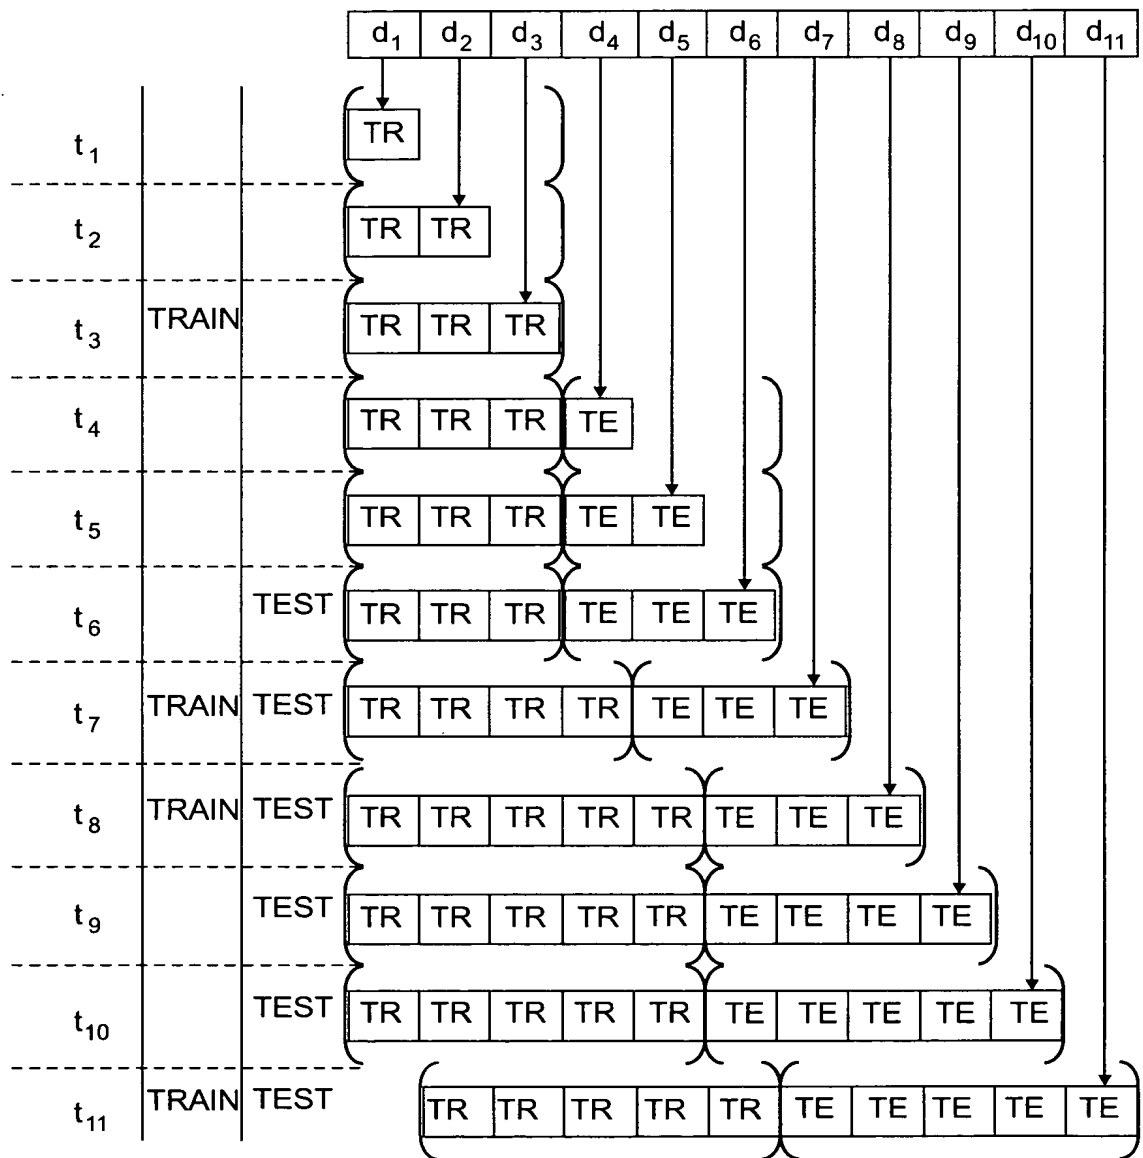 d1 d2 d3 d4 d5 d6 d7 d8 d9 d10 d11
t1 TR
t2 TR TR
t3 TRAIN TR TR TR
t4 TR TR TR TE
t5 TR TR TR TE TE
t6 TEST TR TR TR TE TE TE
t7 TRAIN TEST TR TR TR TR TE TE TE
t8 TRAIN TEST TR TR TR TR TR TE TE TE
t9 TEST TR TR TR TR TR TE TE TE TE
t10 TEST TR TR TR TR TR TE TE TE TE TE
t11 TRAIN TEST TR TR TR TR TR TE TE TE TE TE